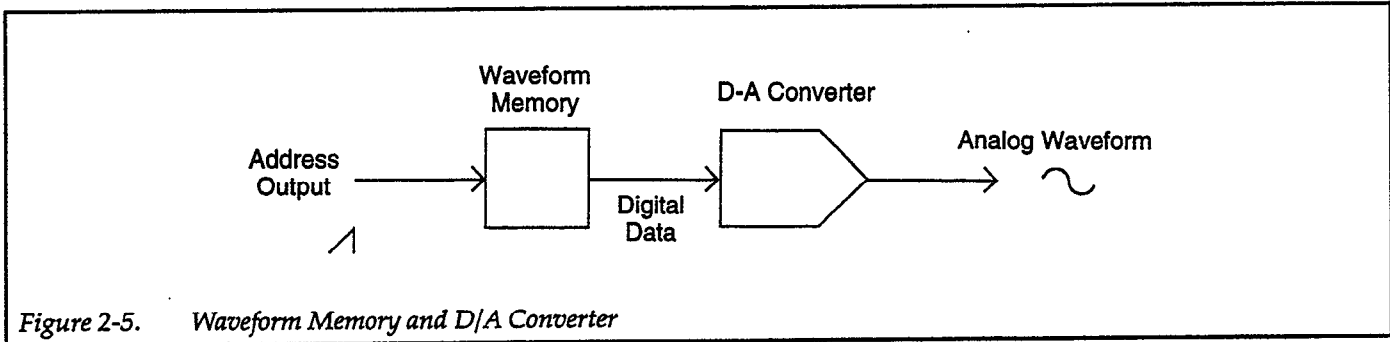 Waveform
Memory
D-A Converter
Address
Output
Digital
Data
Analog Waveform
Figure 2-5. Waveform Memory and D/A Converter